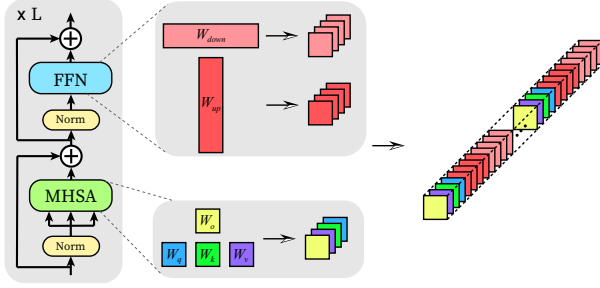 x L
FFN
Norm
MHSA
Norm
W_down
W_up
W_o
W_q W_k W_v